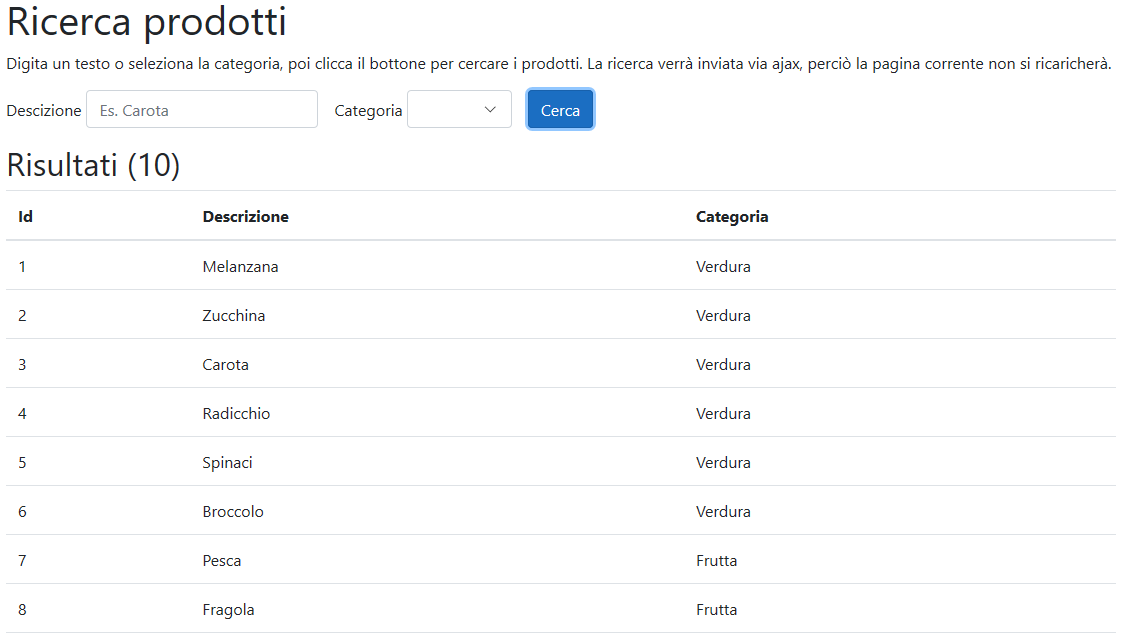 Ricerca prodotti
Digita un testo o seleziona la categoria, poi clicca il bottone per cercare i prodotti. La ricerca verrà inviata via ajax, perciò la pagina corrente non si ricaricherà.
Descizione Es. Carota Categoria Cerca
Risultati (10)
Id Descrizione Categoria
1 Melanzana Verdura
2 Zucchina Verdura
3 Carota Verdura
4 Radicchio Verdura
5 Spinaci Verdura
6 Broccolo Verdura
7 Pesca Frutta
8 Fragola Frutta